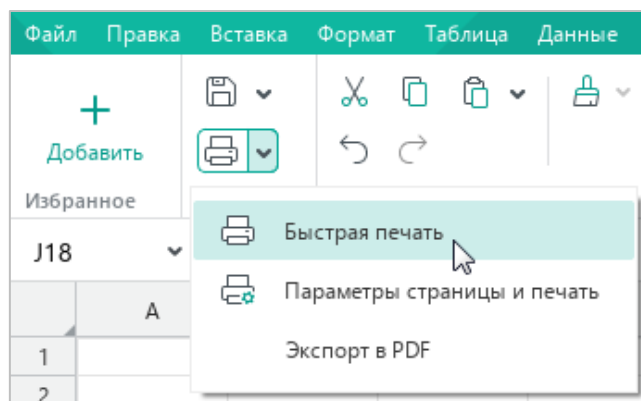 Файл Правка Вставка Формат Таблица Данные
Добавить
Избранное
Быстрая печать
J18
Параметры страницы и печать
A
Экспорт в PDF
1
2